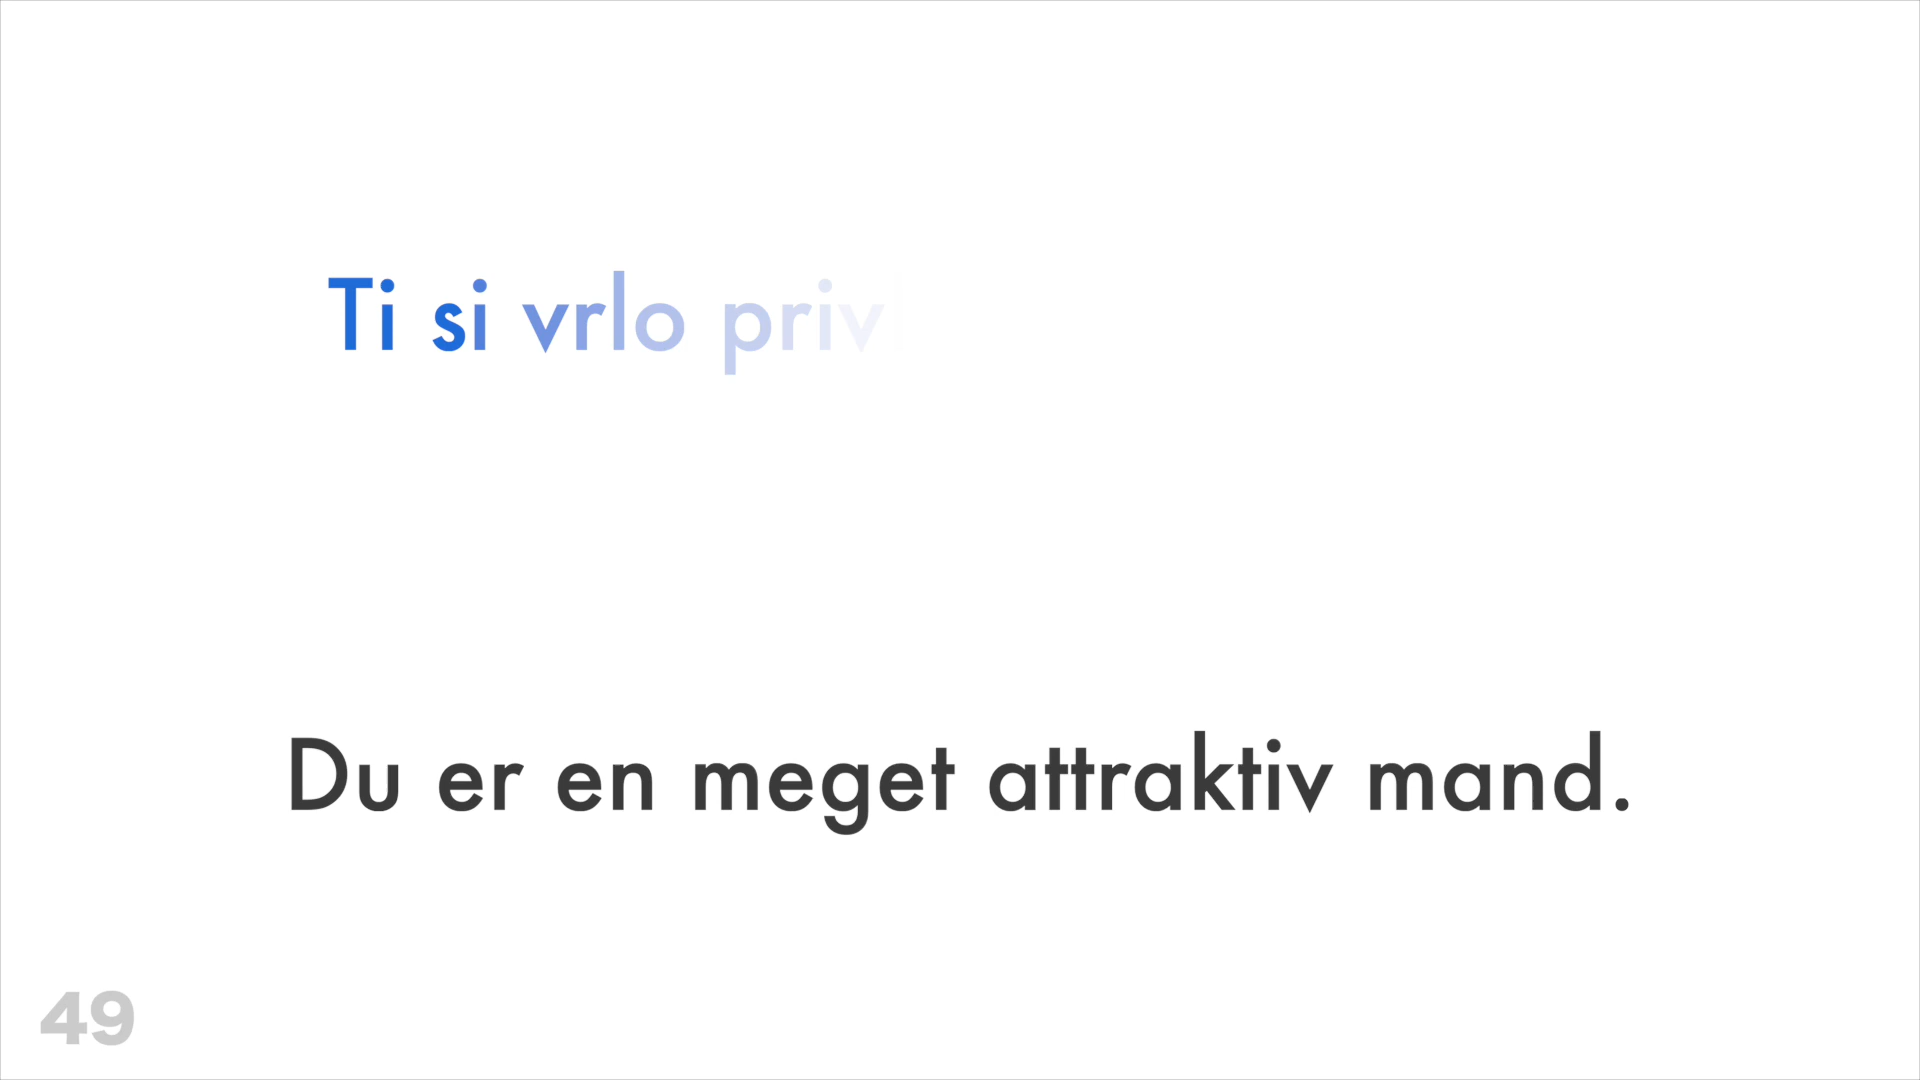 Ti si vrlo priv
Du er en meget attraktiv mand.
49